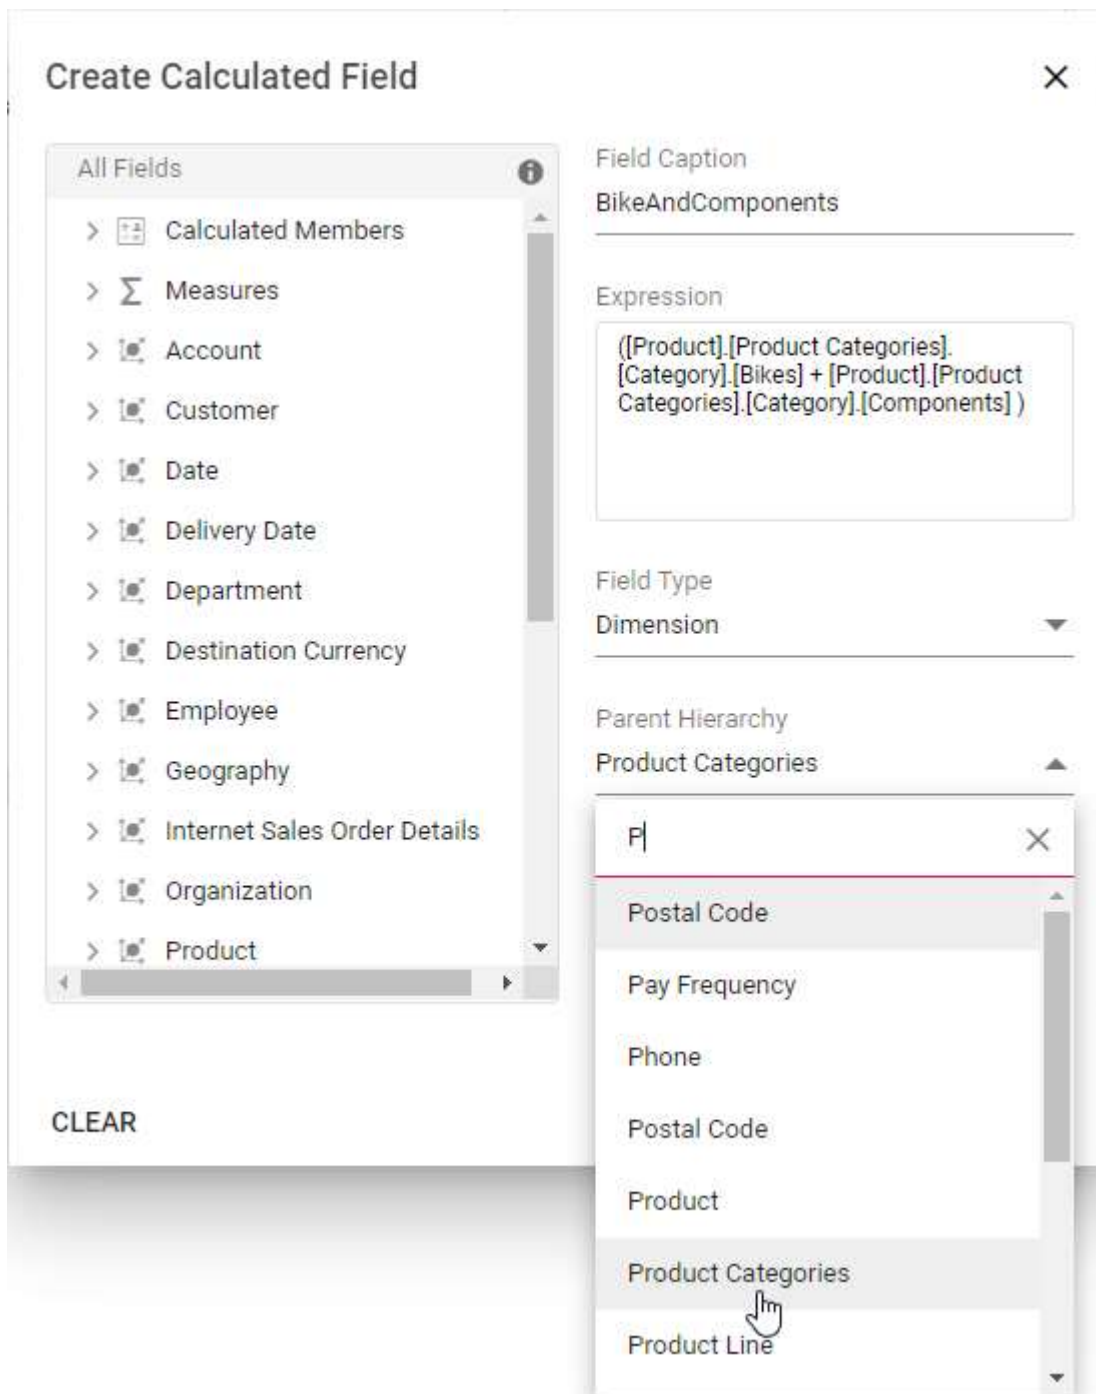 Create Calculated Field
All Fields
Calculated Members
Measures
Account
Customer
Date
Delivery Date
Department
Destination Currency
Employee
Geography
Internet Sales Order Details
Organization
Product
CLEAR
Field Caption
BikeAndComponents
Expression
([Product].[Product Categories].
[Category].[Bikes] + [Product].[Product
Categories].[Category].[Components] )
Field Type
Dimension
Parent Hierarchy
Product Categories
P
Postal Code
Pay Frequency
Phone
Postal Code
Product
Product Categories
Product Line